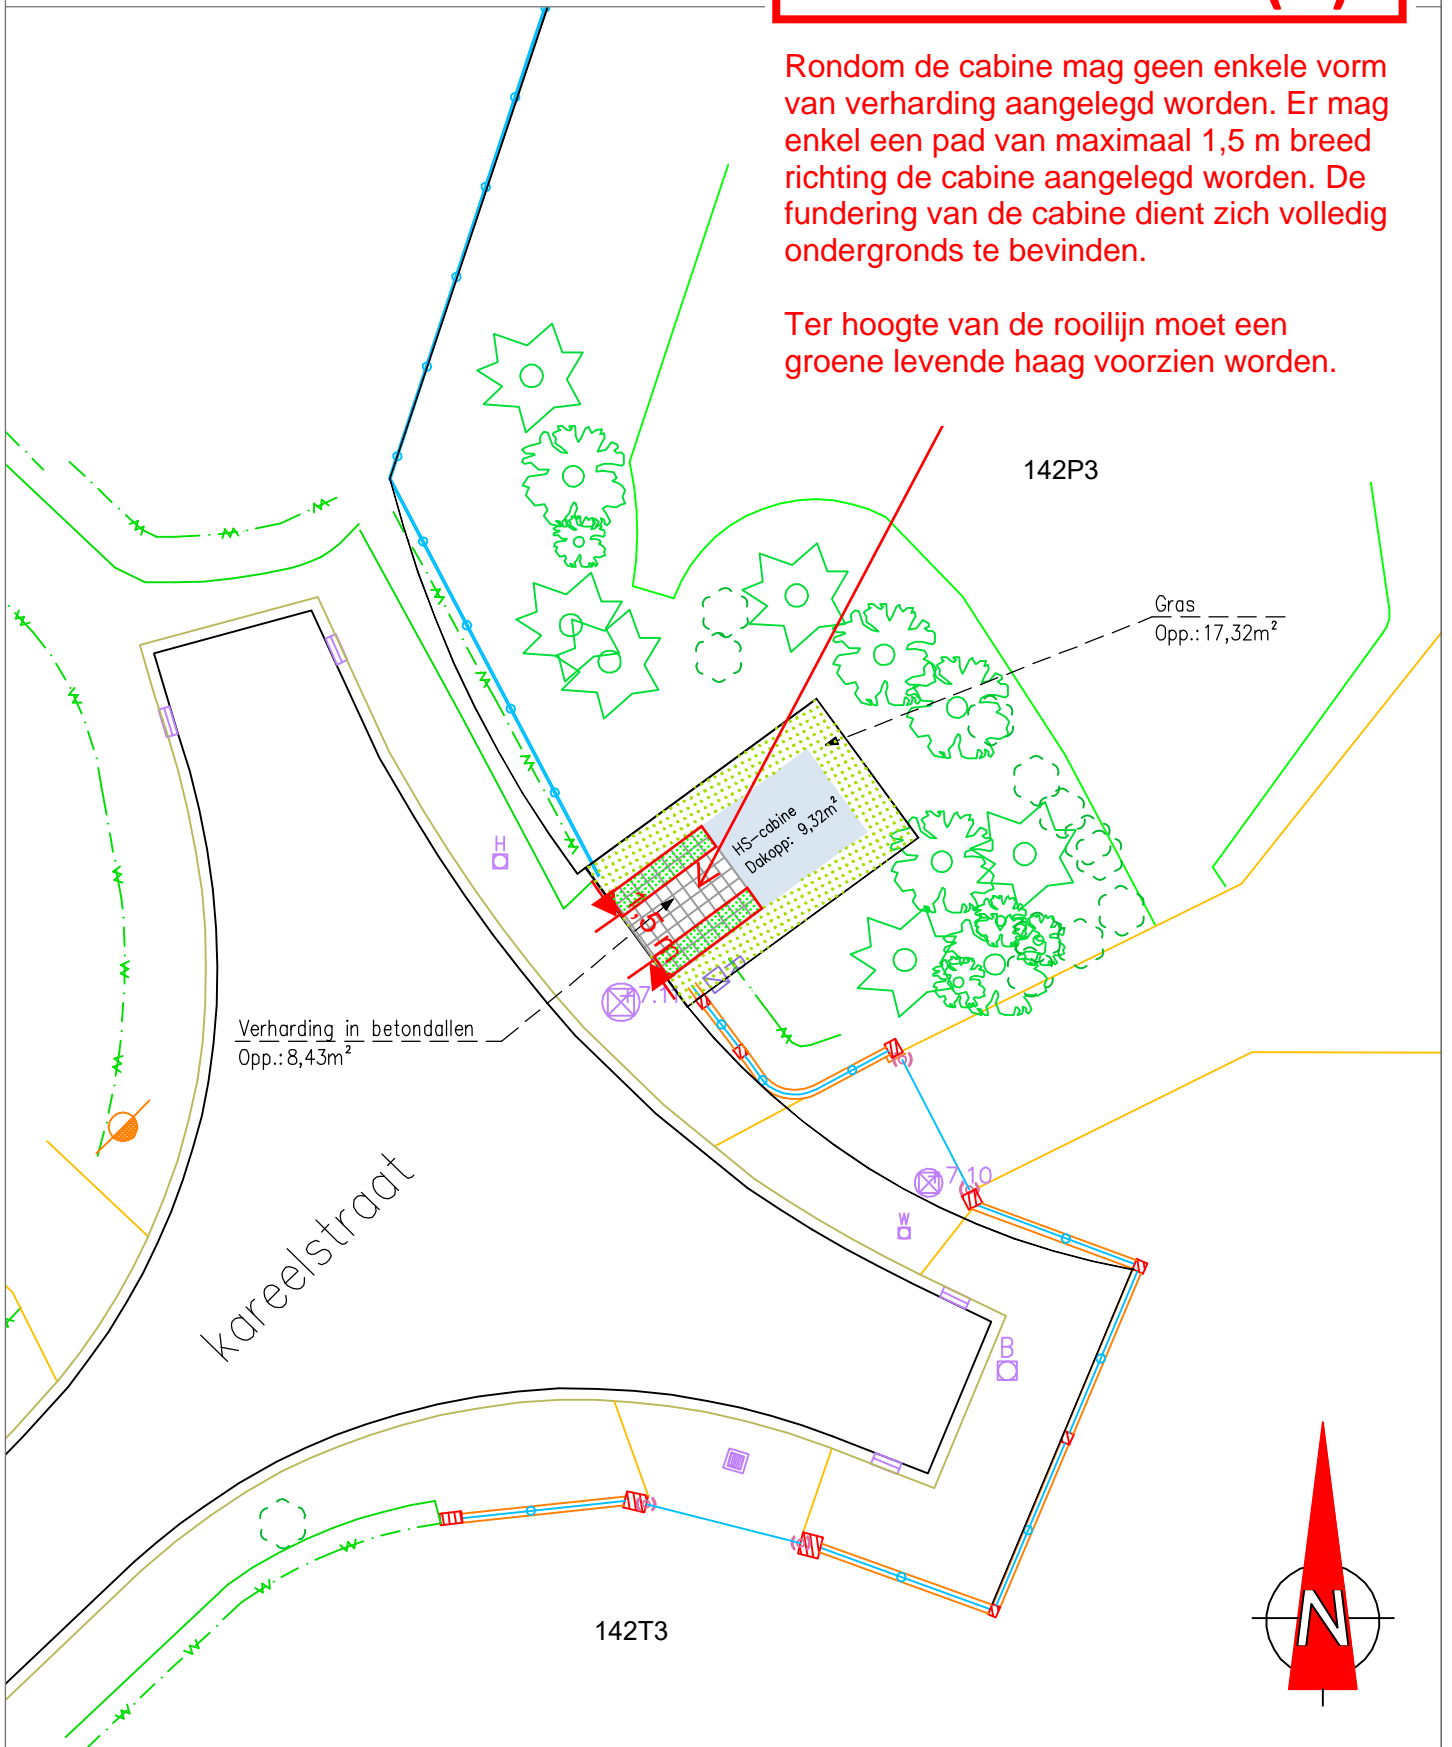 Rondom de cabine mag geen enkele vorm
van verharding aangelegd worden. Er mag
enkel een pad van maximaal 1,5 m breed
richting de cabine aangelegd worden. De
fundering van de cabine dient zich volledig
ondergronds te bevinden.
Ter hoogte van de rooilijn moet een
groene levende haag voorzien worden.
142P3
Gras
Opp.: 17,32m²
HS-cabine
Dakopp: 9,32m²
H
1,5 m
Verharding in betondallen
Opp.: 8,43m²
7.10
W
kareelstraat
B
142T3
N